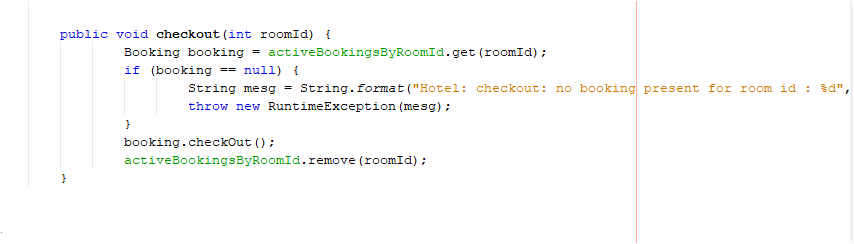 public void checkout(int roomId) {
Booking booking = activeBookingsByRoomId.get(roomId);
if (booking == null) {
String mesg = String.format("Hotel: checkout: no booking present for room id : %d",
throw new RuntimeException(mesg);
}
booking.checkOut();
activeBookingsByRoomId.remove(roomId);
}